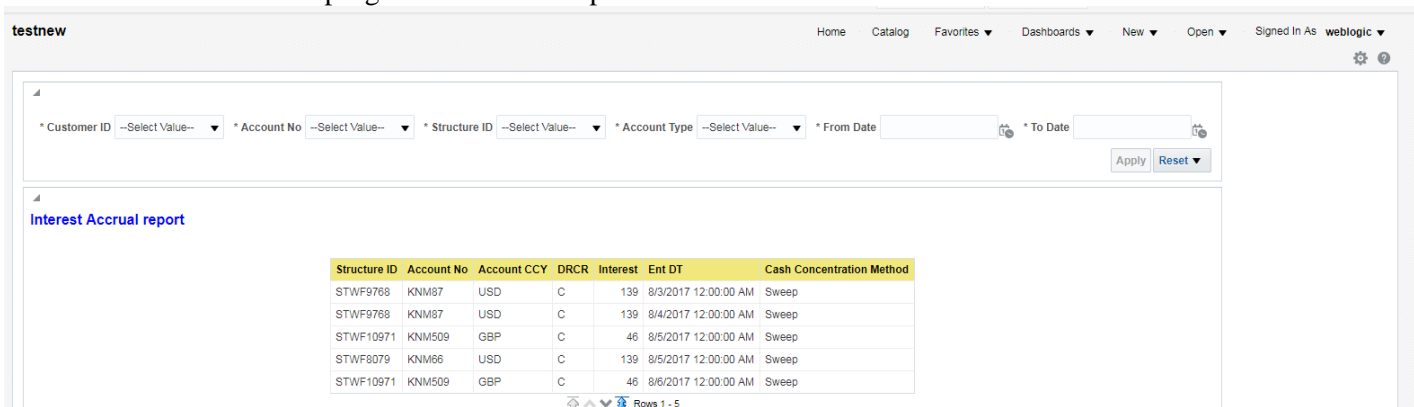 testnew Home Catalog Favorites Dashboards New Open Signed In As weblogic
* Customer ID --Select Value-- * Account No --Select Value-- * Structure ID --Select Value-- * Account Type --Select Value-- * From Date * To Date
Apply Reset
Interest Accrual report
Structure ID Account No Account CCY DRCR Interest Ent DT Cash Concentration Method
STWF9768 KNM87 USD C 139 8/3/2017 12:00:00 AM Sweep
STWF9768 KNM87 USD C 139 8/4/2017 12:00:00 AM Sweep
STWF10971 KNM509 GBP C 46 8/5/2017 12:00:00 AM Sweep
STWF8079 KNM66 USD C 139 8/5/2017 12:00:00 AM Sweep
STWF10971 KNM509 GBP C 46 8/6/2017 12:00:00 AM Sweep
Rows 1 - 5